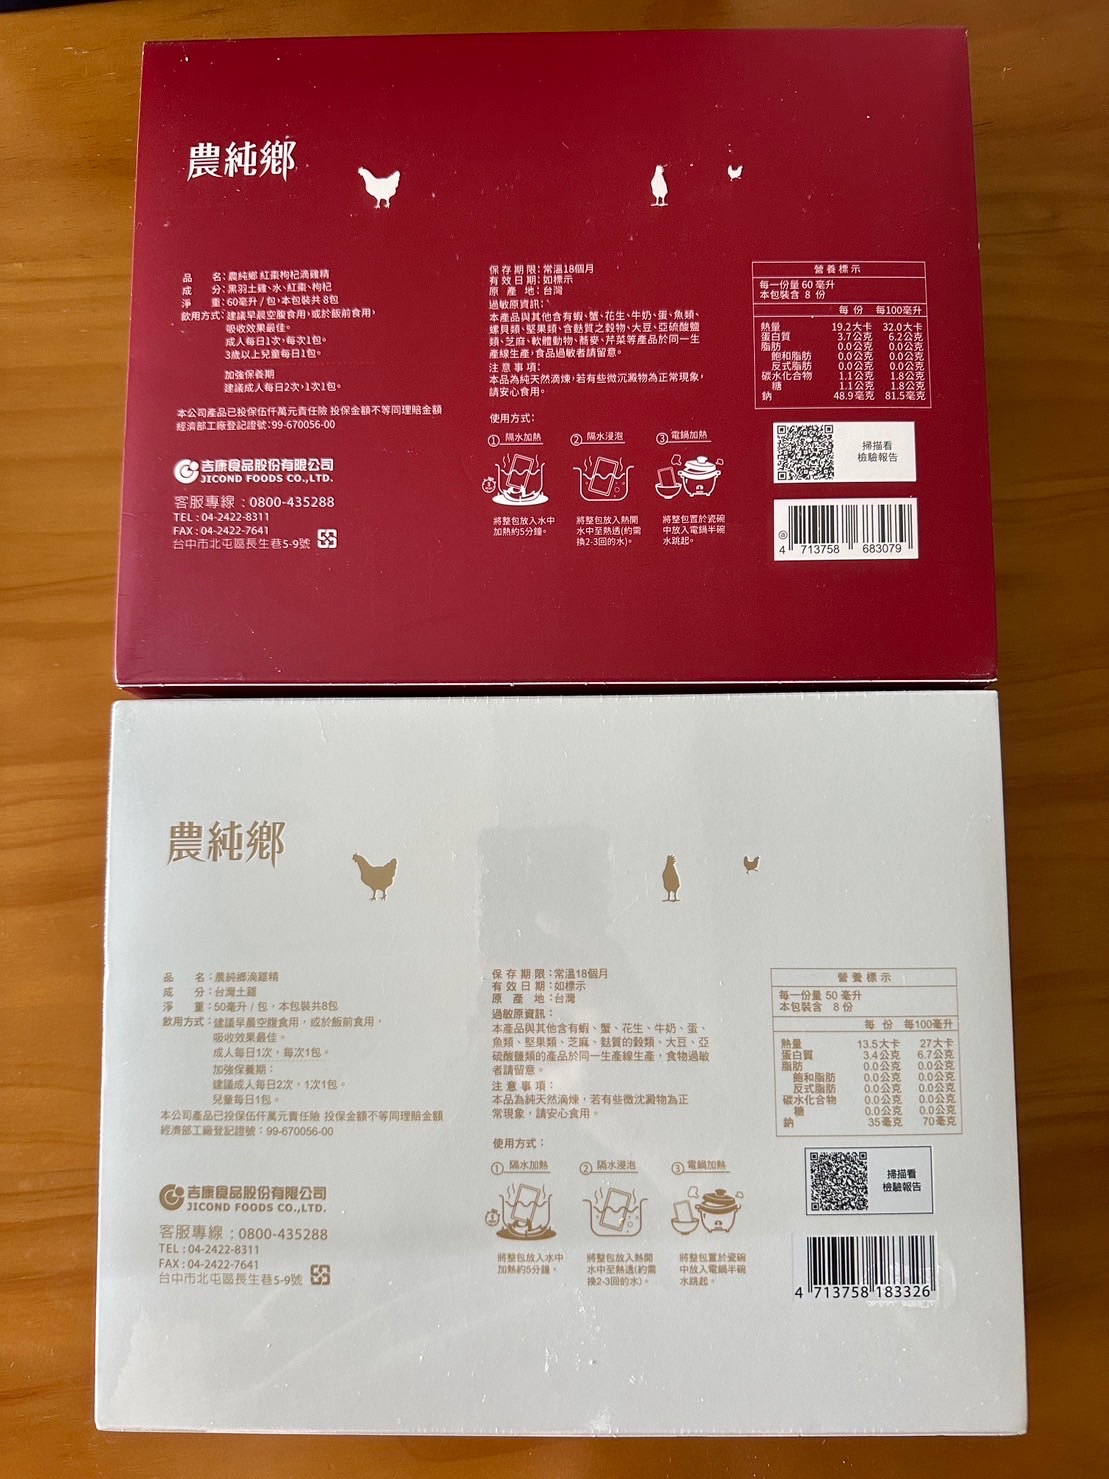 農純鄉
品　　名：農純鄉 紅棗枸杞滴雞精
成　　分：黑羽土雞、水、紅棗、枸杞
淨　　重：60毫升 / 包，本包裝共 8包
飲用方式：建議早晨空腹食用，或於飯前食用，
吸收效果最佳。
成人每日1次，每次1包。
3歲以上兒童每日1包。
加強保養期
建議成人每日2次，1次1包。
本公司產品已投保伍仟萬元責任險 投保金額不等同理賠金額
經濟部工廠登記證號：99-670056-00
吉康食品股份有限公司
JICOND FOODS CO.,LTD.
客服專線：0800-435288
TEL：04-2422-8311
FAX：04-2422-7641
台中市北屯區長生巷5-9號
保存期限：常溫18個月
有效日期：如標示
原　產　地：台灣
過敏原資訊：
本產品與其他含有蝦、蟹、花生、牛奶、蛋、魚類、
螺貝類、堅果類、含麩質之穀物、大豆、亞硫酸鹽
類、芝麻、軟體動物、蕎麥、芹菜等產品於同一生
產線生產，食品過敏者請留意。
注意事項：
本品為純天然滴煉，若有些微沉澱物為正常現象，
請安心食用。
使用方式：
① 隔水加熱
② 隔水浸泡
③ 電鍋加熱
將整包放入水中
加熱約5分鐘。
將整包放入熱開
水中至熱透(約需
換2-3回的水)。
將整包置於瓷碗
中放入電鍋半碗
水跳起。
營養標示
每一份量 60 毫升
本包裝含 8 份
每 份 每100毫升
熱量 19.2大卡 32.0大卡
蛋白質 3.7公克 6.2公克
脂肪 0.0公克 0.0公克
飽和脂肪 0.0公克 0.0公克
反式脂肪 0.0公克 0.0公克
碳水化合物 1.1公克 1.8公克
糖 1.1公克 1.8公克
鈉 48.9毫克 81.5毫克
掃描看
檢驗報告
ⓐ
4 713758 683079
農純鄉
品　　名：農純鄉滴雞精
成　　分：台灣土雞
淨　　重：50毫升 / 包，本包裝共8包
飲用方式：建議早晨空腹食用，或於飯前食用，
吸收效果最佳。
成人每日1次，每次1包。
加強保養期：
建議成人每日2次，1次1包。
兒童每日1包。
本公司產品已投保伍仟萬元責任險 投保金額不等同理賠金額
經濟部工廠登記證號：99-670056-00
吉康食品股份有限公司
JICOND FOODS CO.,LTD.
客服專線：0800-435288
TEL：04-2422-8311
FAX：04-2422-7641
台中市北屯區長生巷5-9號
保存期限：常溫18個月
有效日期：如標示
原　產　地：台灣
過敏原資訊：
本產品與其他含有蝦、蟹、花生、牛奶、蛋、
魚類、堅果類、芝麻、麩質的穀類、大豆、亞
硫酸鹽類的產品於同一生產線生產，食物過敏
者請留意。
注意事項：
本品為純天然滴煉，若有些微沈澱物為正
常現象，請安心食用。
使用方式：
① 隔水加熱
② 隔水浸泡
③ 電鍋加熱
將整包放入水中
加熱約5分鐘。
將整包放入熱開
水中至熱透(約需
換2-3回的水)。
將整包置於瓷碗
中放入電鍋半碗
水跳起。
營養標示
每一份量 50 毫升
本包裝含 8 份
每 份 每100毫升
熱量 13.5大卡 27大卡
蛋白質 3.4公克 6.7公克
脂肪 0.0公克 0.0公克
飽和脂肪 0.0公克 0.0公克
反式脂肪 0.0公克 0.0公克
碳水化合物 0.0公克 0.0公克
糖 0.0公克 0.0公克
鈉 35毫克 70毫克
掃描看
檢驗報告
4 713758 183326